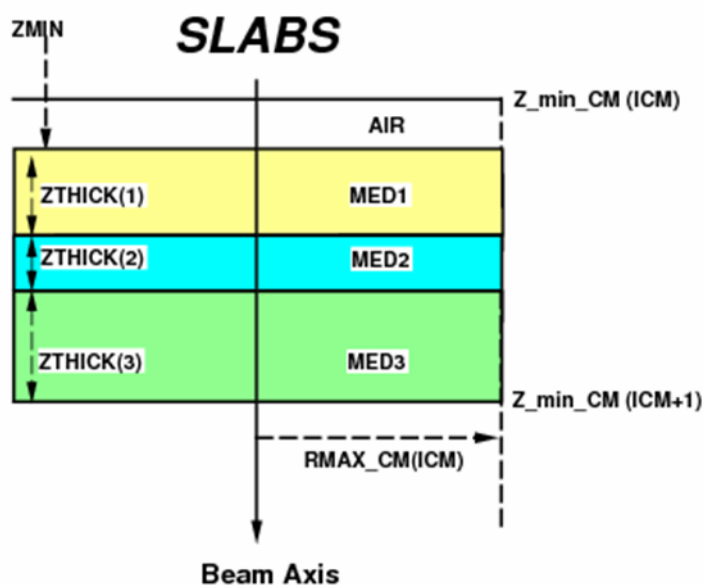 ZMIN
SLABS
Z_min_CM (ICM)
AIR
ZTHICK(1)
MED1
ZTHICK(2)
MED2
ZTHICK(3)
MED3
Z_min_CM (ICM+1)
RMAX_CM(ICM)
Beam Axis